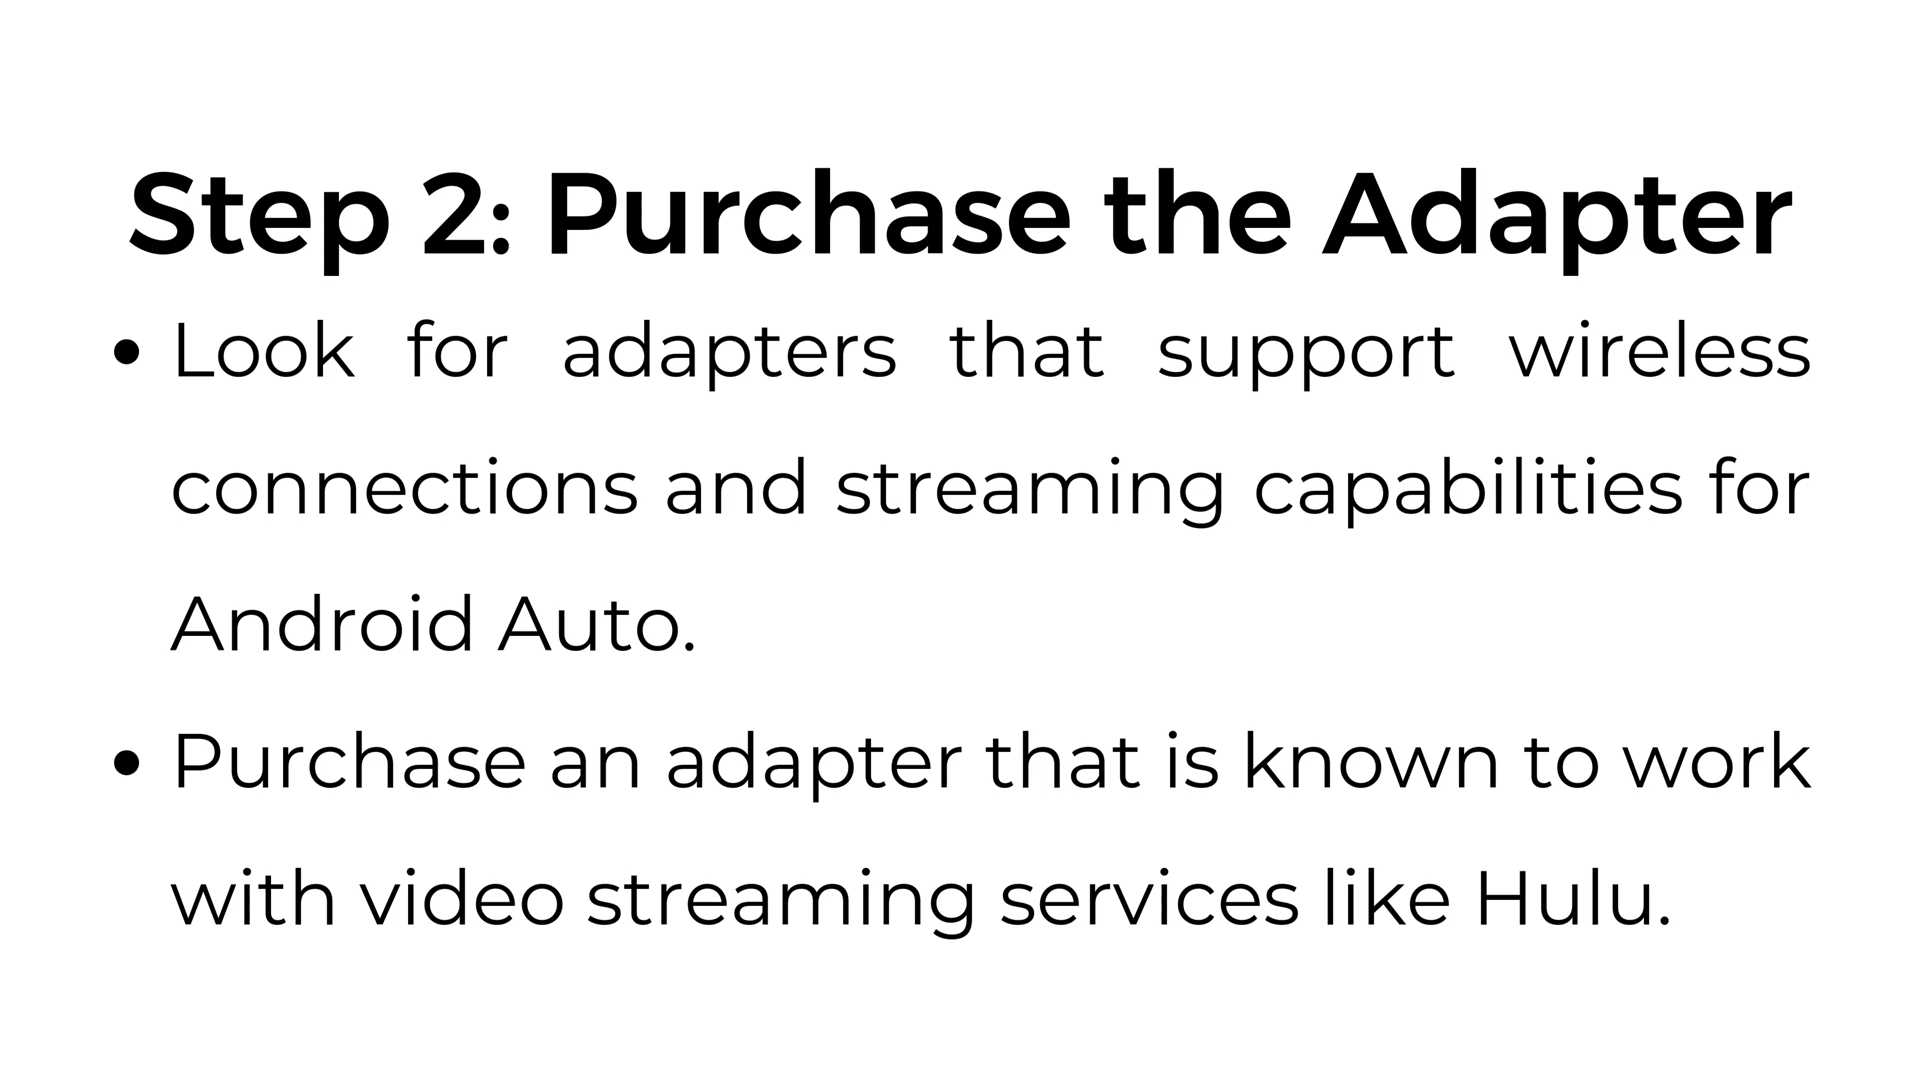 Step 2: Purchase the Adapter
• Look for adapters that support wireless
connections and streaming capabilities for
Android Auto.
• Purchase an adapter that is known to work
with video streaming services like Hulu.